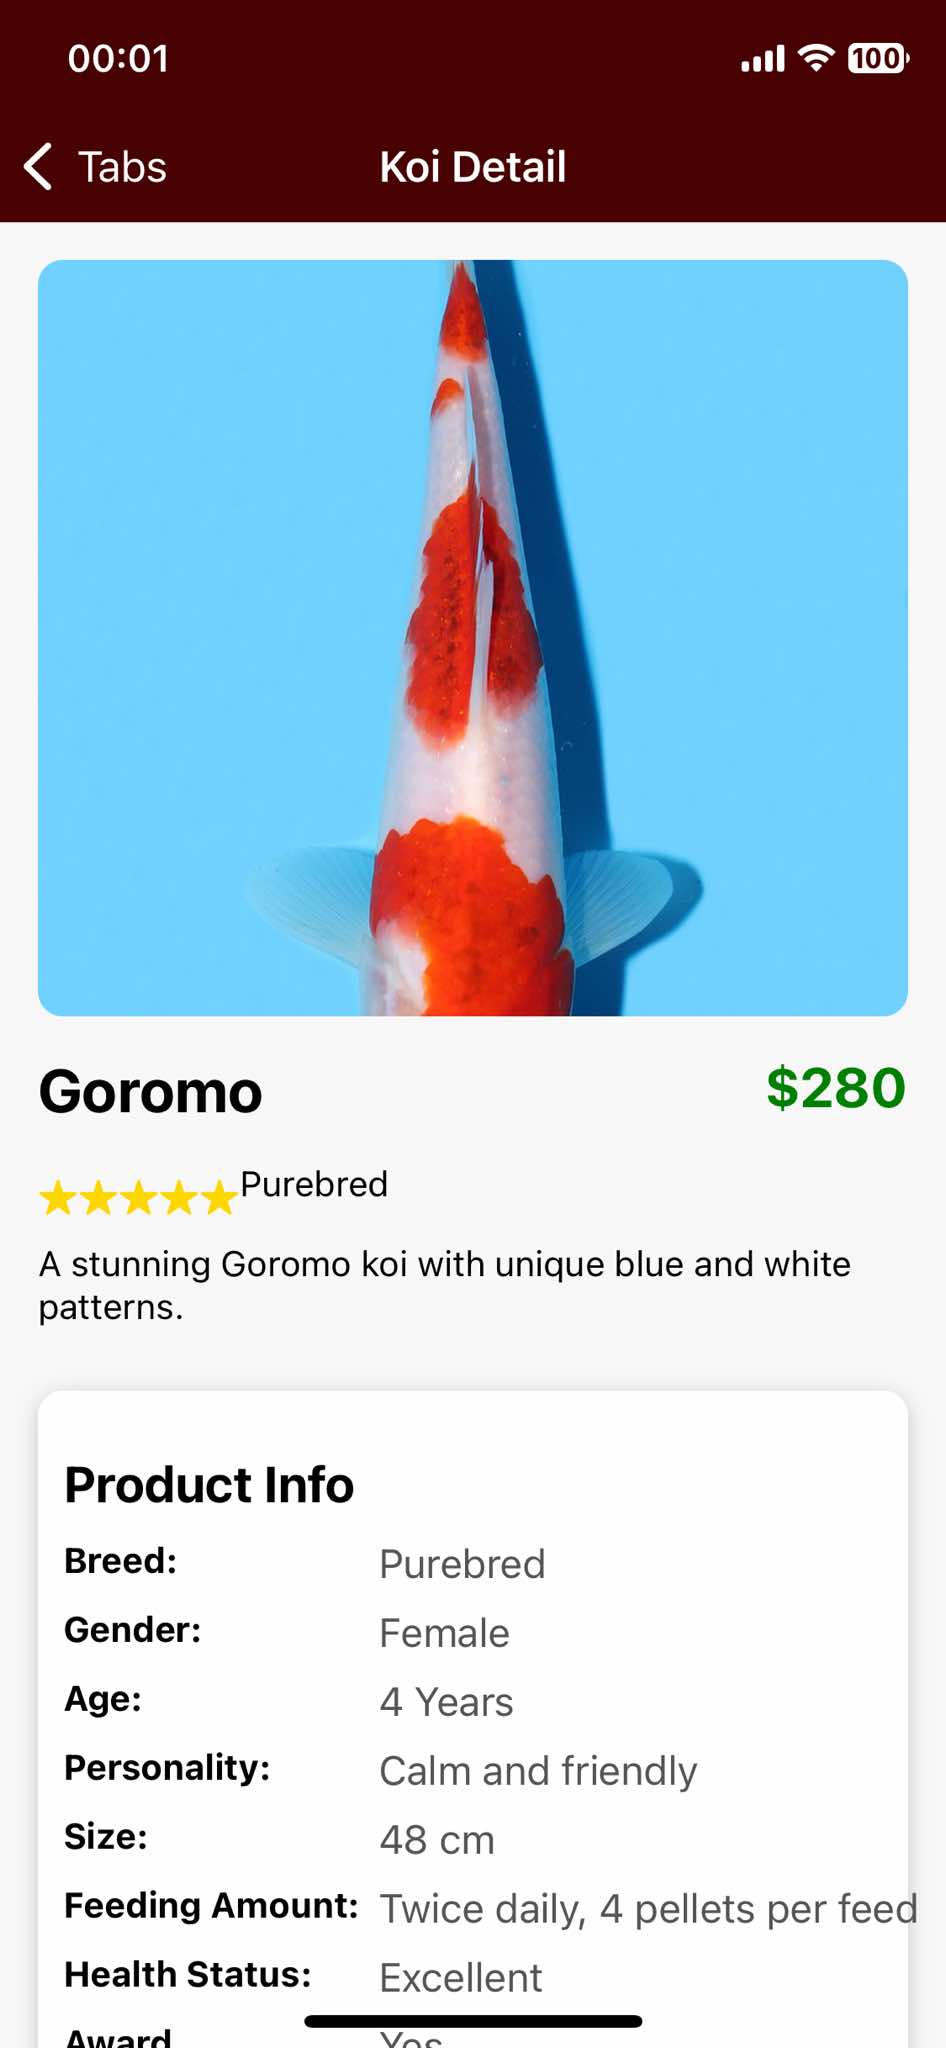 00:01
100
Tabs
Koi Detail
Goromo
$280
Purebred
A stunning Goromo koi with unique blue and white
patterns.
Product Info
Breed: Purebred
Gender: Female
Age: 4 Years
Personality: Calm and friendly
Size: 48 cm
Feeding Amount: Twice daily, 4 pellets per feed
Health Status: Excellent
Award Yes